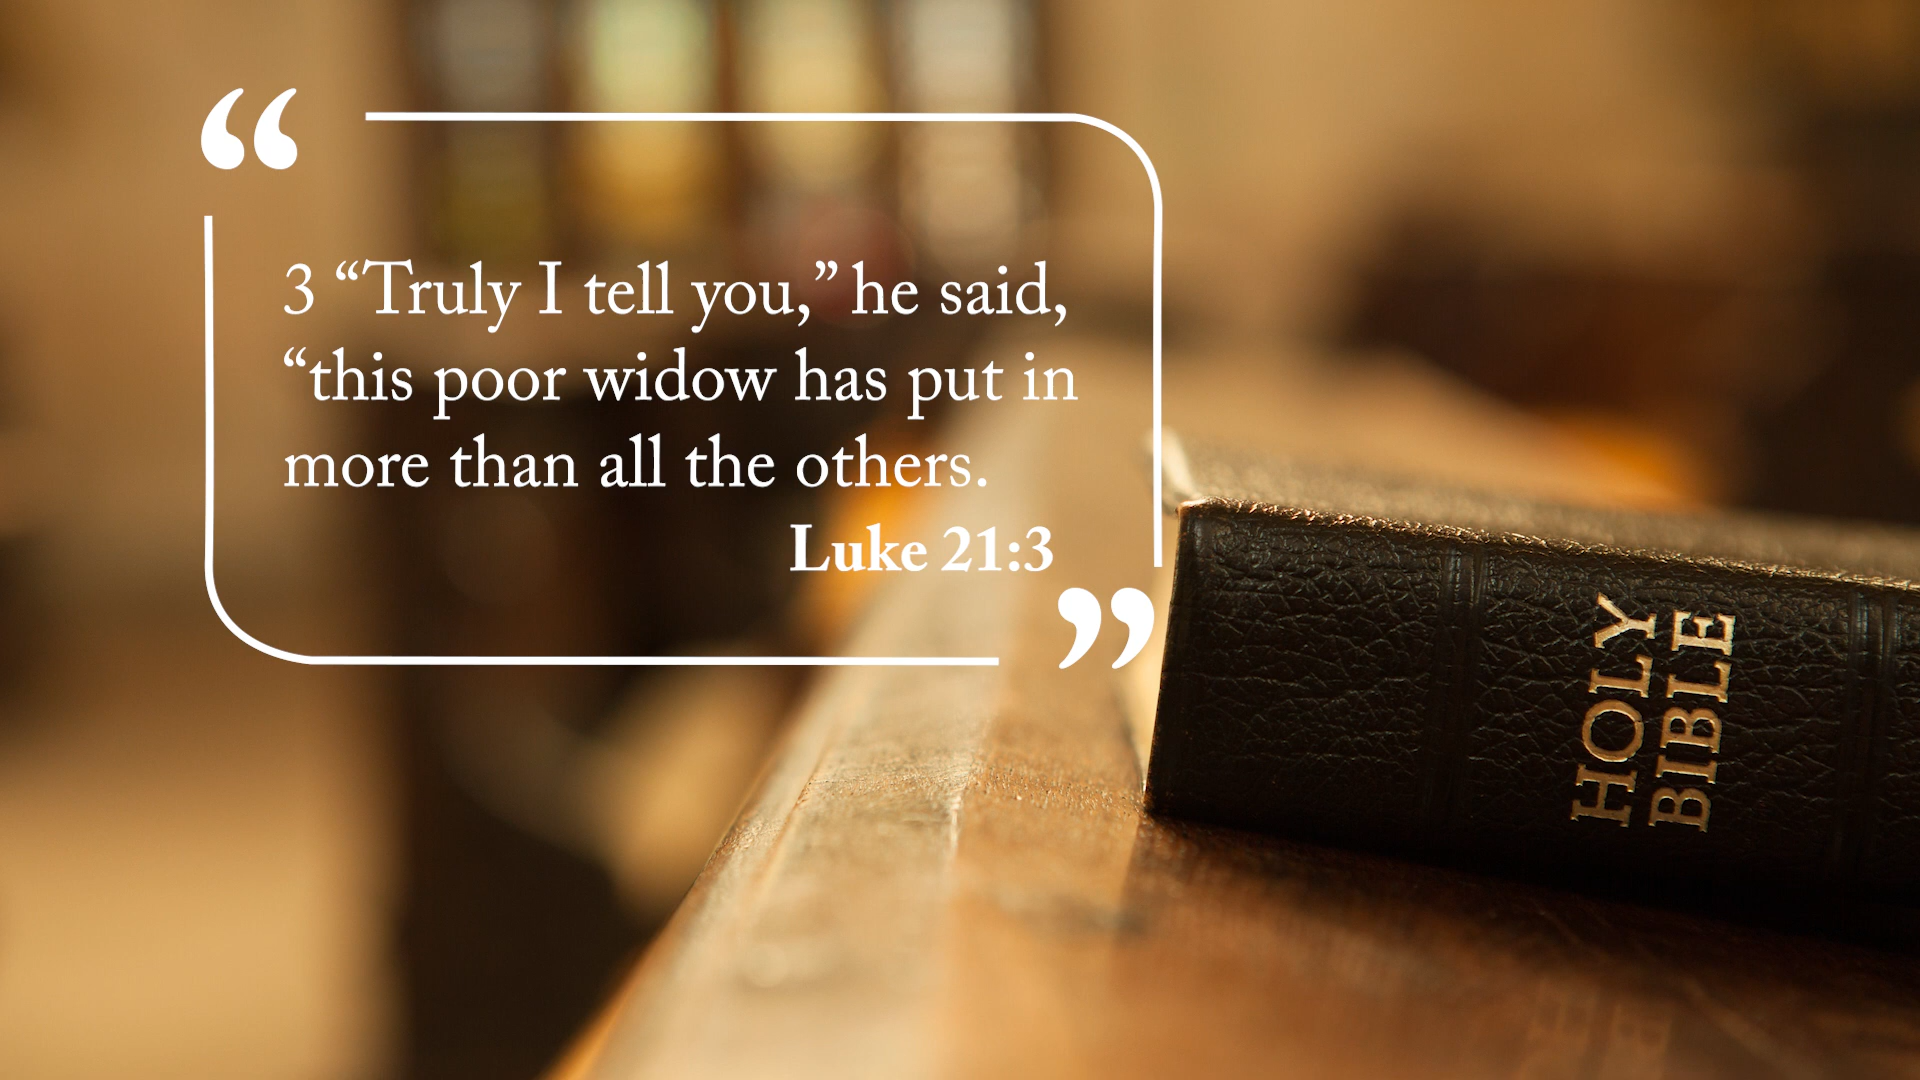 “
3 “Truly I tell you,” he said,
“this poor widow has put in
more than all the others.
Luke 21:3
”
HOLY
BIBLE